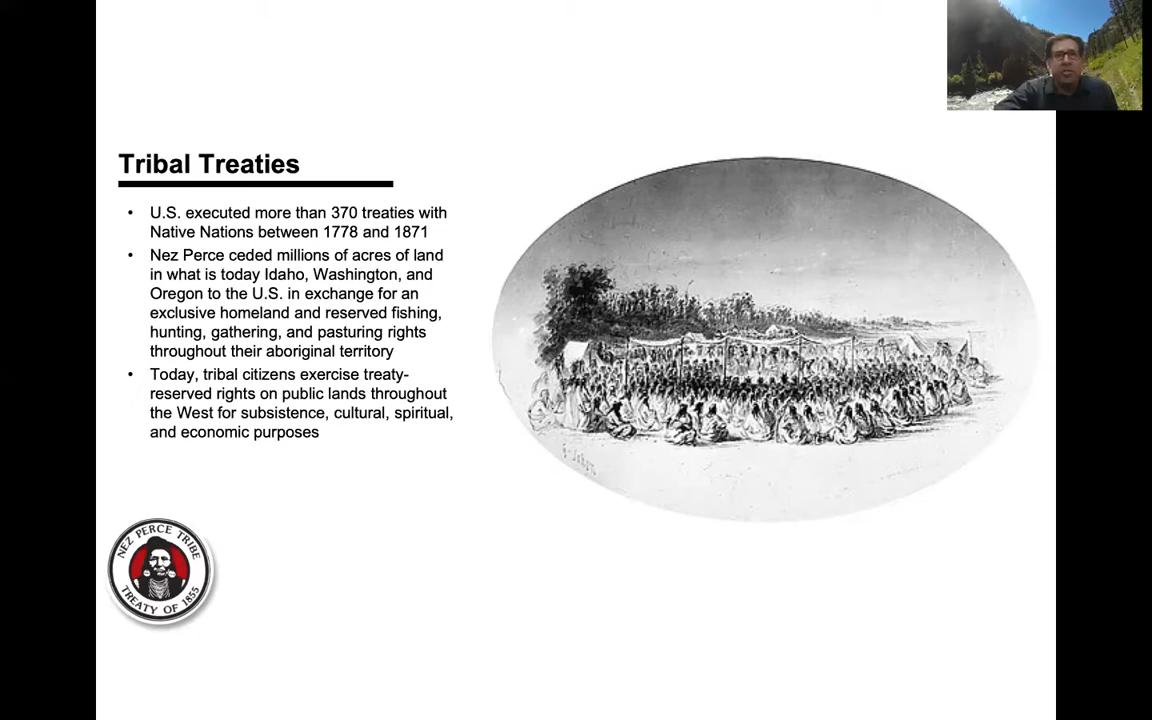 Tribal Treaties
• U.S. executed more than 370 treaties with
Native Nations between 1778 and 1871
• Nez Perce ceded millions of acres of land
in what is today Idaho, Washington, and
Oregon to the U.S. in exchange for an
exclusive homeland and reserved fishing,
hunting, gathering, and pasturing rights
throughout their aboriginal territory
• Today, tribal citizens exercise treaty-
reserved rights on public lands throughout
the West for subsistence, cultural, spiritual,
and economic purposes
NEZ PERCE TRIBE
TREATY OF 1855